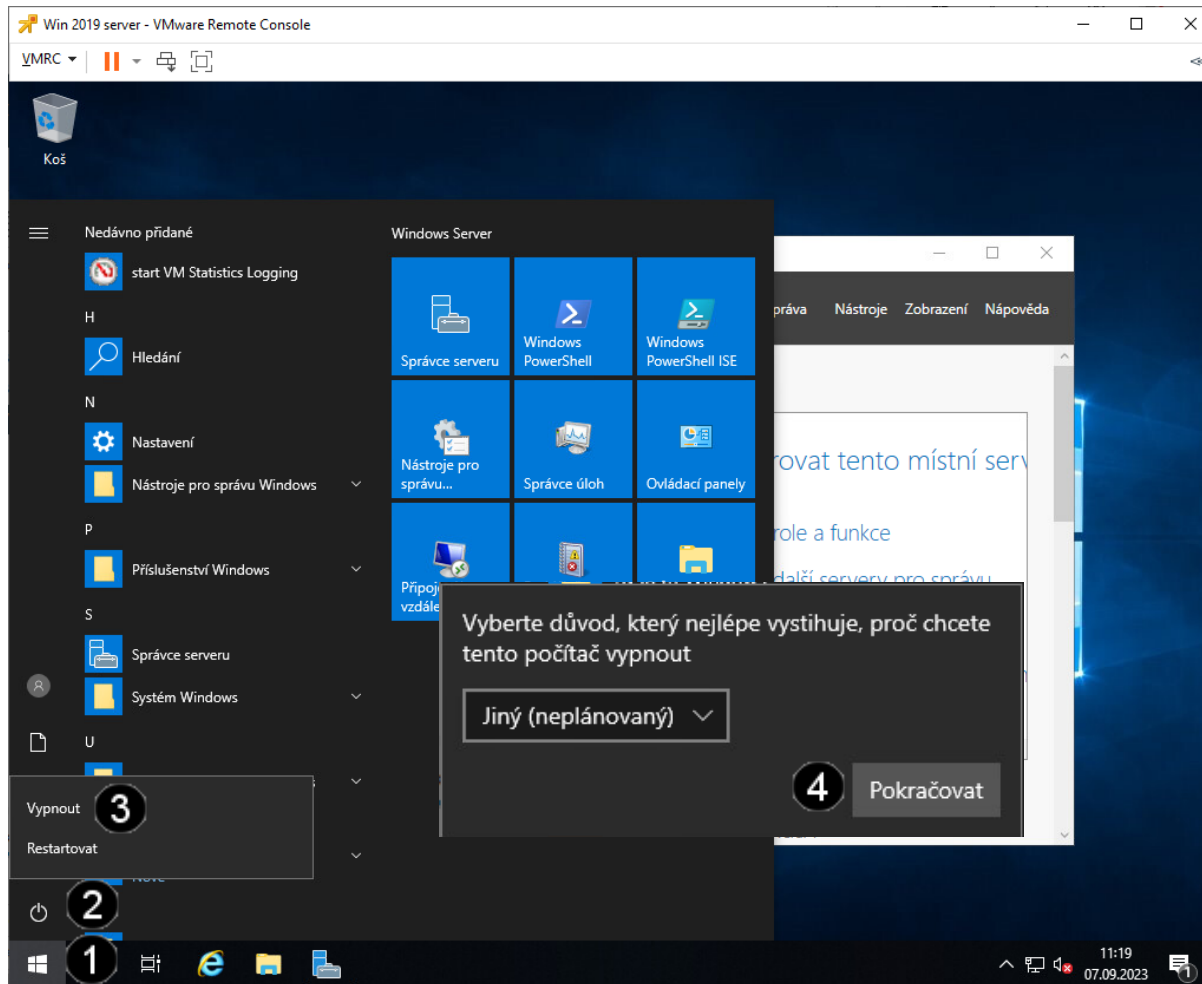 Win 2019 server - VMware Remote Console
VMRC
Koš
Nedávno přidané
start VM Statistics Logging
H
Hledání
N
Nastavení
Nástroje pro správu Windows
P
Příslušenství Windows
S
Správce serveru
Systém Windows
U
Windows Server
Správce serveru
Windows
PowerShell
Windows
PowerShell ISE
Nástroje pro
správu...
Správce úloh
Ovládací panely
Připoj
vzdále
práva Nástroje Zobrazení Nápověda
ovat tento místní serv
role a funkce
další servery pro správu
Vyberte důvod, který nejlépe vystihuje, proč chcete
tento počítač vypnout
Jiný (neplánovaný)
4 Pokračovat
Vypnout 3
Restartovat
Nové
2
1
11:19
07.09.2023
1